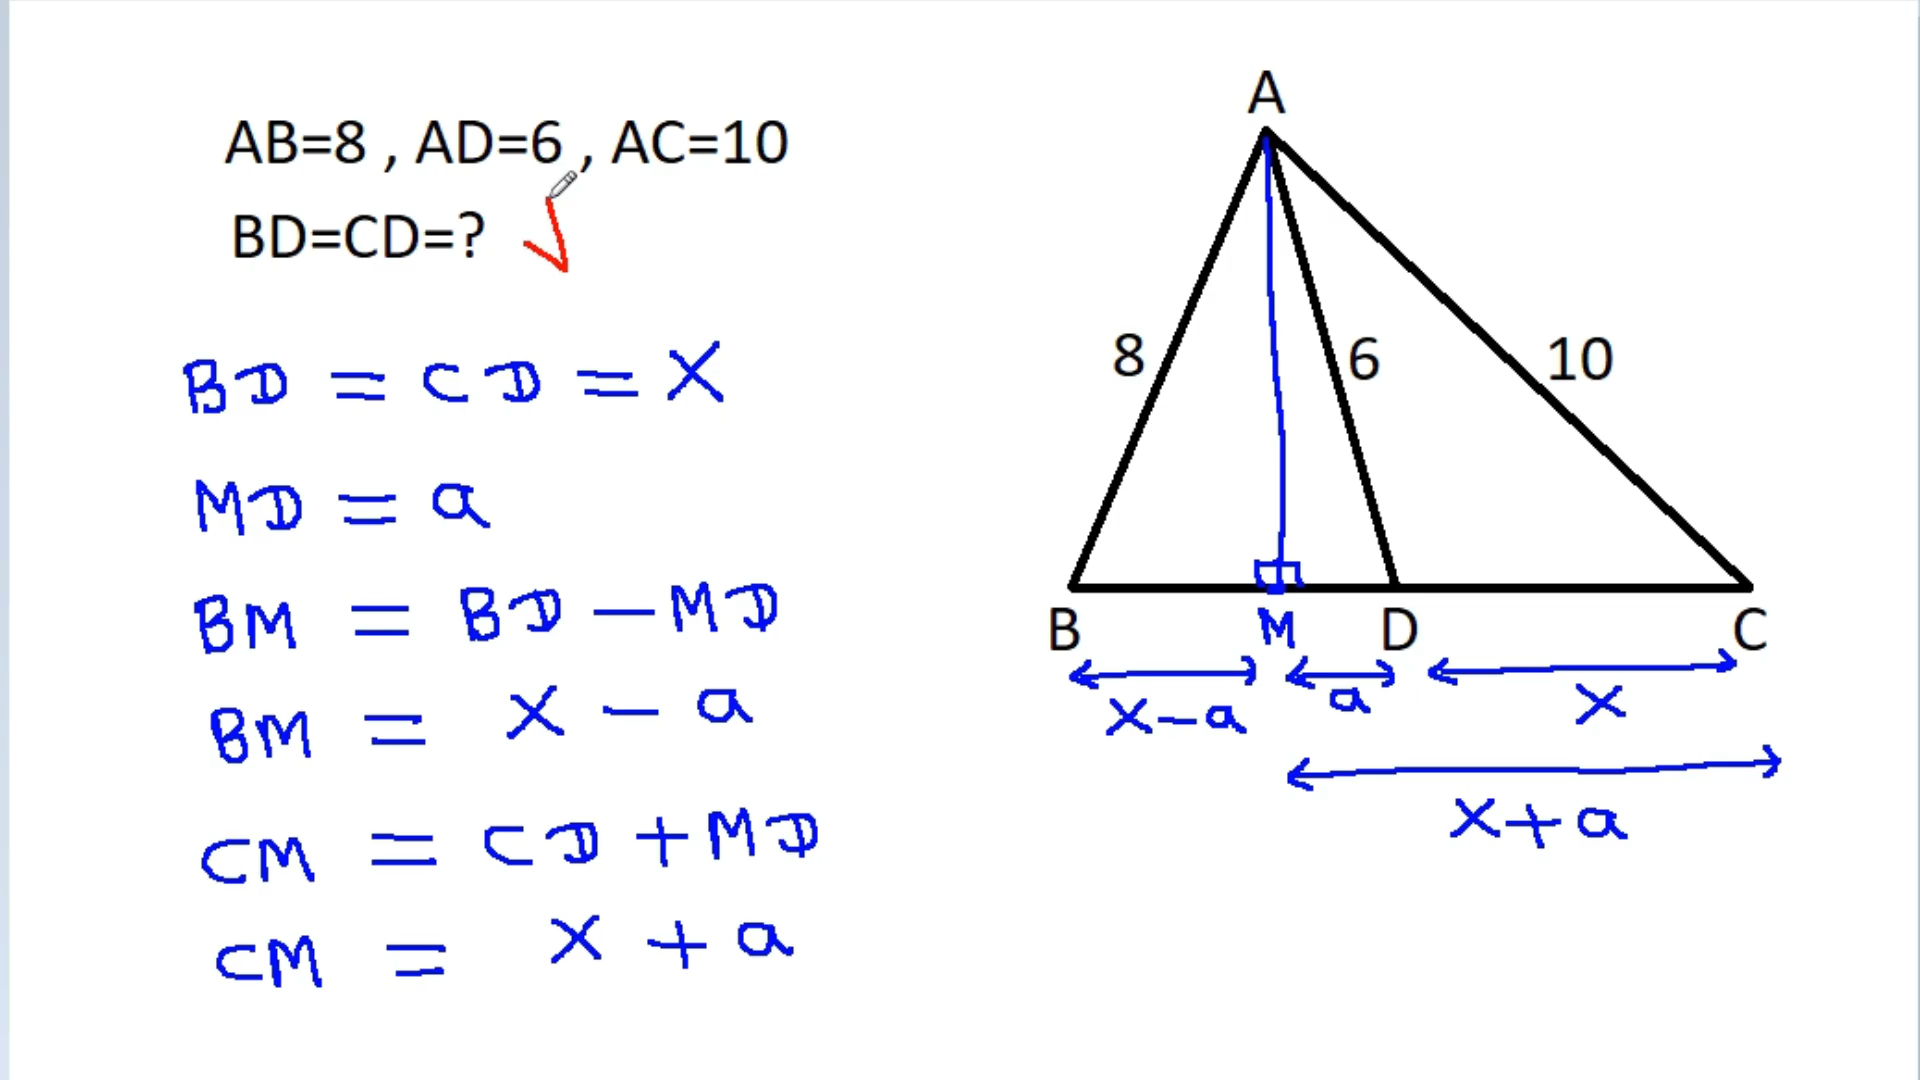 AB=8 , AD=6 , AC=10
BD=CD=?
BD = CD = x
MD = a
BM = BD - MD
BM = x - a
CM = CD + MD
CM = x + a
A
8
6
10
B
M
D
C
x-a
a
x
x+a